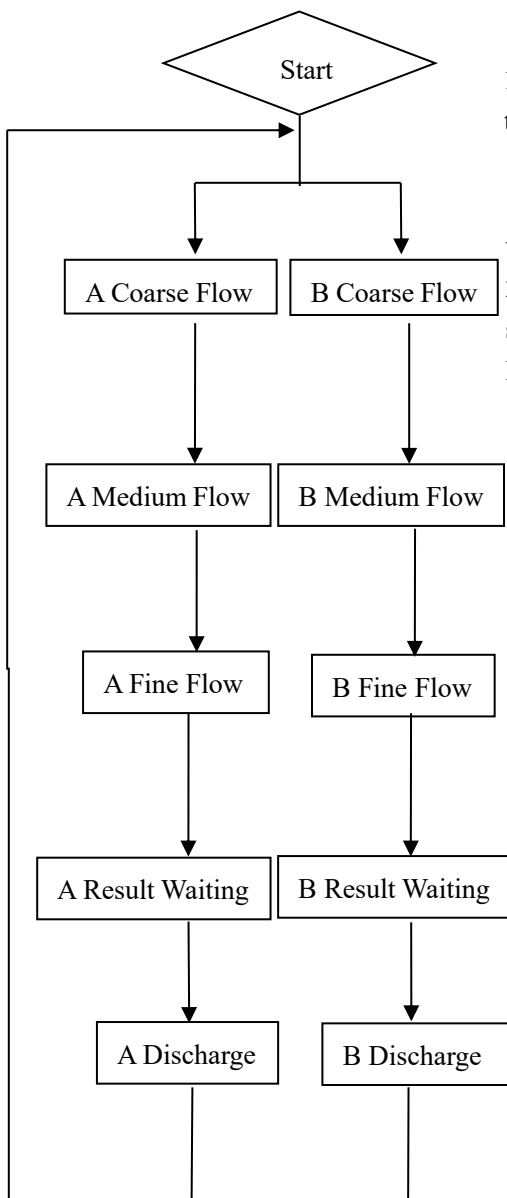 Start
A Coarse Flow
B Coarse Flow
A Medium Flow
B Medium Flow
A Fine Flow
B Fine Flow
A Result Waiting
B Result Waiting
A Discharge
B Discharge